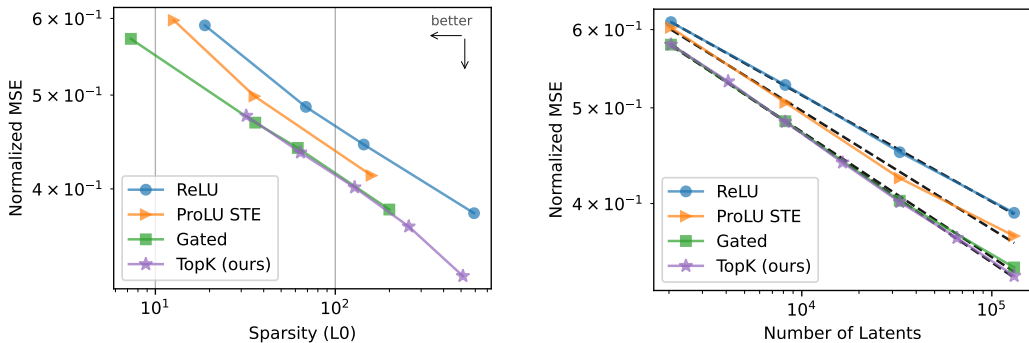 better
6 × 10⁻¹
5 × 10⁻¹
4 × 10⁻¹
Normalized MSE
ReLU
ProLU STE
Gated
TopK (ours)
10¹
10²
Sparsity (L0)
6 × 10⁻¹
5 × 10⁻¹
4 × 10⁻¹
Normalized MSE
ReLU
ProLU STE
Gated
TopK (ours)
10⁴
10⁵
Number of Latents